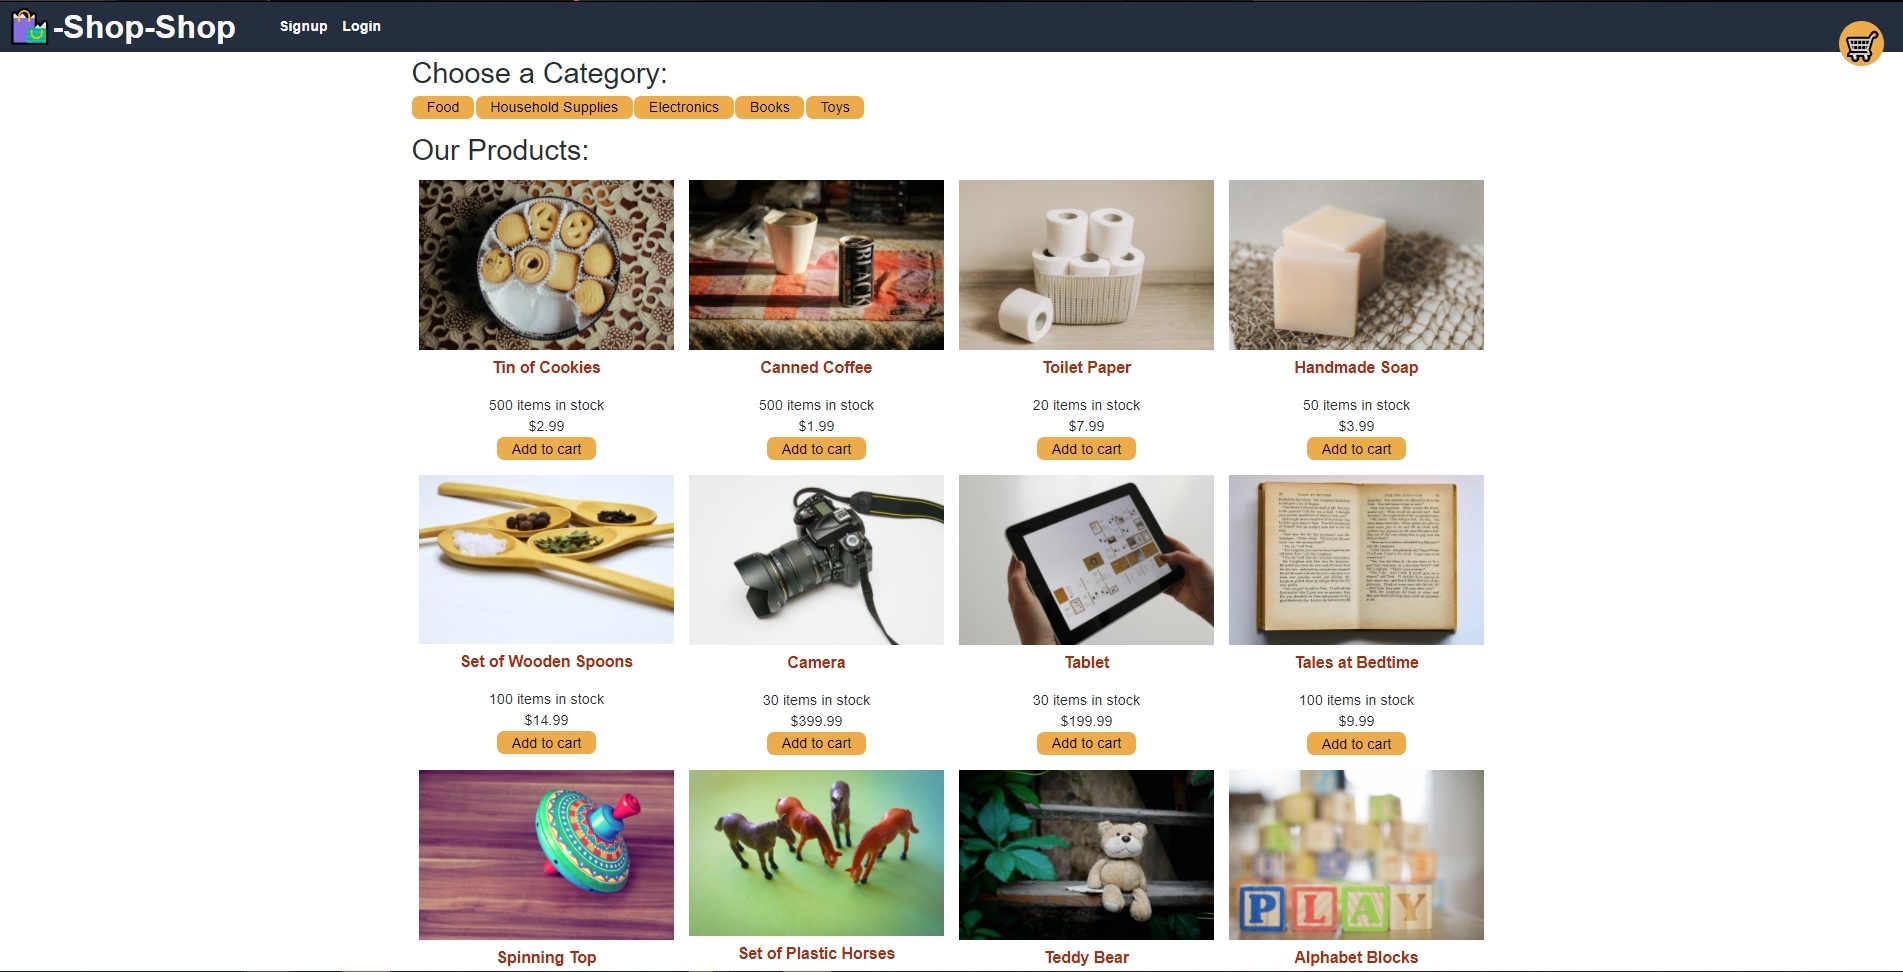 -Shop-Shop
Signup Login
Choose a Category:
Food Household Supplies Electronics Books Toys
Our Products:
BLACK
Tin of Cookies Canned Coffee Toilet Paper Handmade Soap
500 items in stock 500 items in stock 20 items in stock 50 items in stock
$2.99 $1.99 $7.99 $3.99
Add to cart Add to cart Add to cart Add to cart
Set of Wooden Spoons Camera Tablet Tales at Bedtime
100 items in stock 30 items in stock 30 items in stock 100 items in stock
$14.99 $399.99 $199.99 $9.99
Add to cart Add to cart Add to cart Add to cart
PLAY
Spinning Top Set of Plastic Horses Teddy Bear Alphabet Blocks